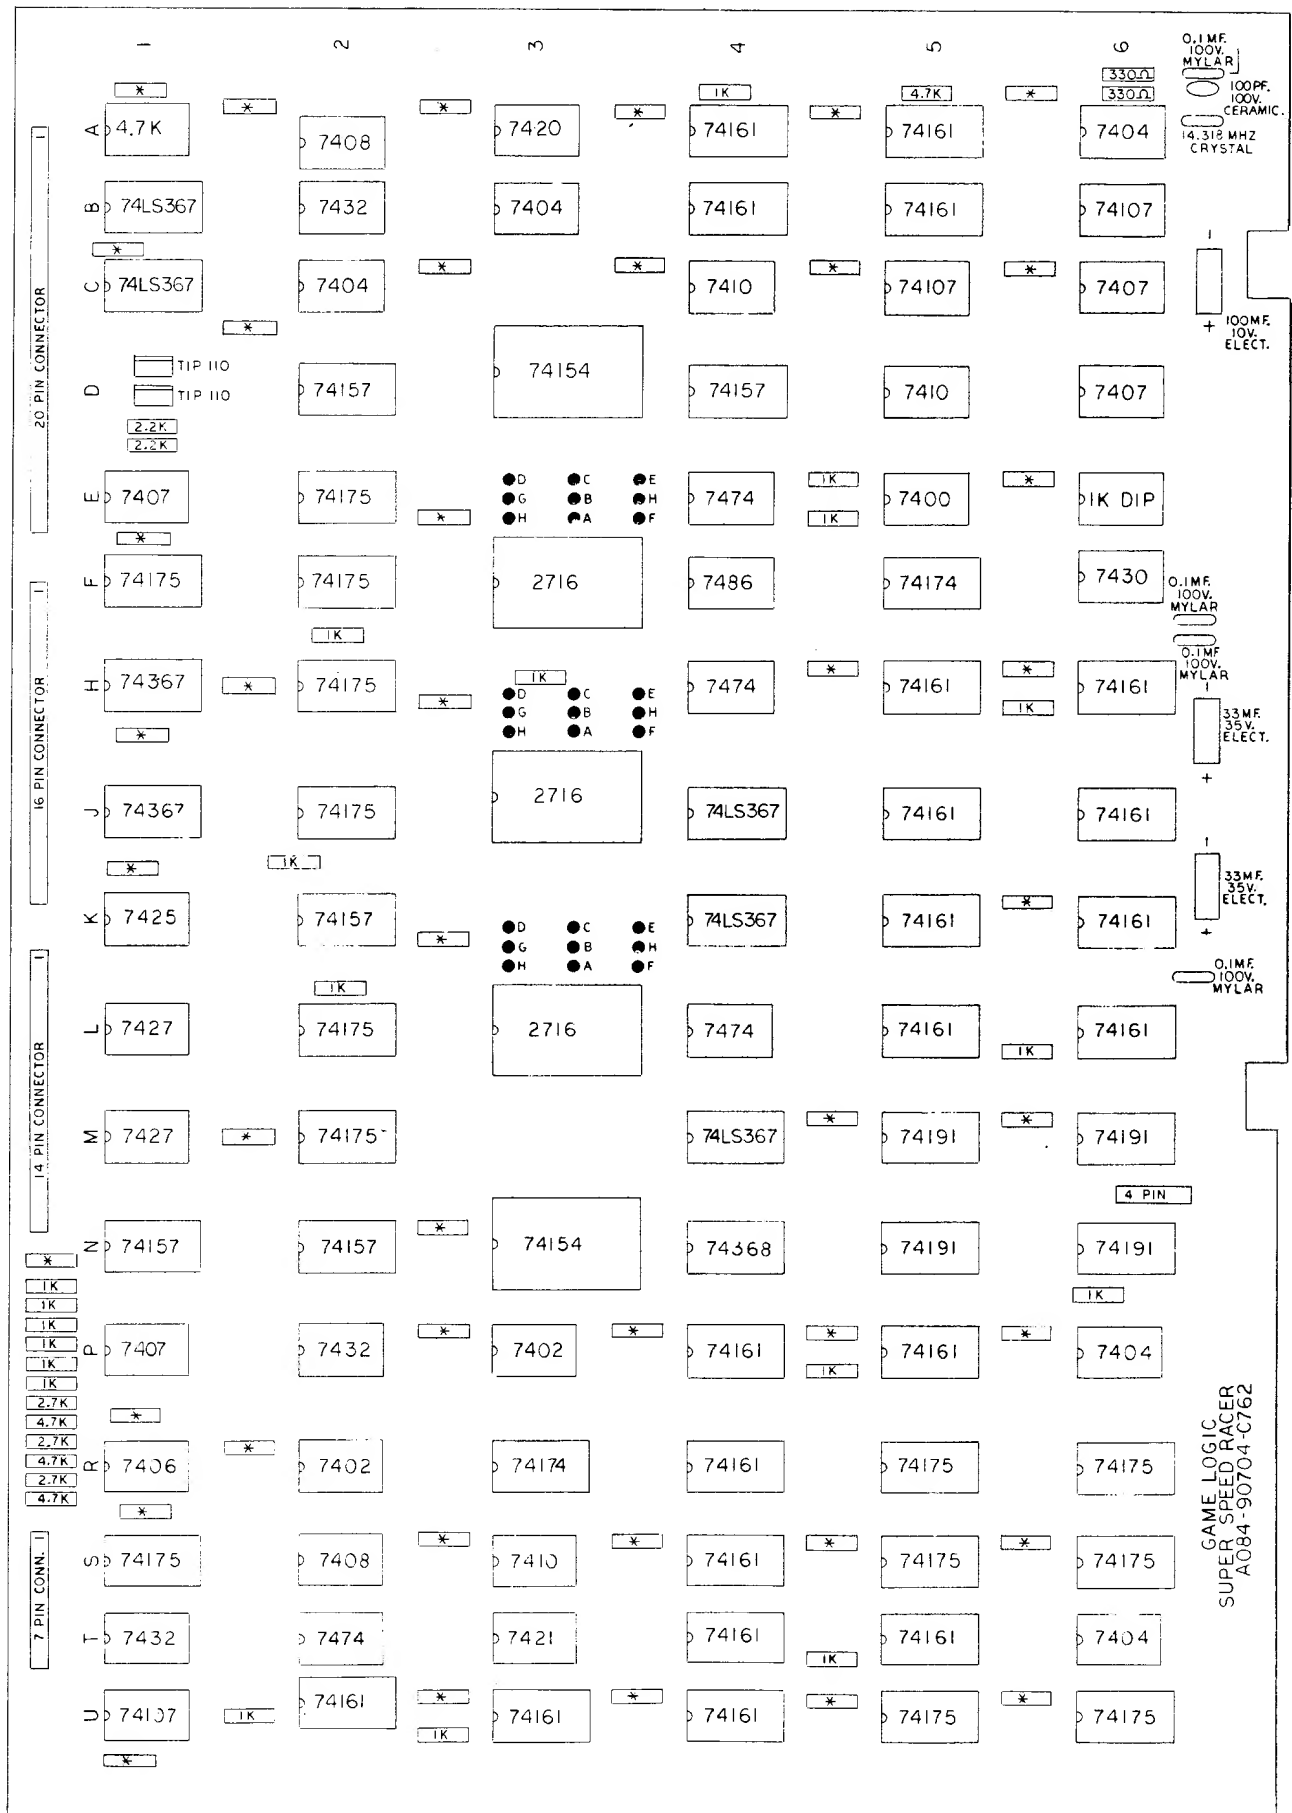 1 2 3 4 5 6
0.1MF.
100V.
MYLAR
330Ω
330Ω
100PF.
100V.
CERAMIC.
14.318 MHZ
CRYSTAL
* * * * 1K * 4.7K *
A 4.7K 7408 7420 74161 74161 7404
B 74LS367 7432 7404 74161 74161 74107
*
C 74LS367 7404 * * 7410 * 74107 * 7407
-
+
100MF.
10V.
ELECT.
20 PIN CONNECTOR 1
*
D TIP 110
TIP 110
2.2K
2.2K
74157 74154 74157 7410 7407
E 7407 74175 * 7474 1K 1K 7400 * 1K DIP
D C E
G B H
H A F
*
F 74175 74175 2716 7486 74174 7430
0.1MF.
100V.
MYLAR
0.1MF
100V.
MYLAR
16 PIN CONNECTOR 1
1K
H 74367 * 74175 * 1K 7474 * 74161 * 1K 74161
D C E
G B H
H A F
*
-
33MF.
35V.
ELECT.
+
J 74367 74175 2716 74LS367 74161 74161
* 1K
-
33MF.
35V.
ELECT.
+
K 7425 74157 * 74LS367 74161 * 74161
D C E
G B H
H A F
0.1MF.
100V.
MYLAR
14 PIN CONNECTOR 1
1K
L 7427 74175 2716 7474 74161 1K 74161
M 7427 * 74175 74LS367 * 74191 * 74191
4 PIN
N 74157 74157 * 74154 74368 74191 74191
1K
*
1K
1K
1K
1K
1K
1K
2.7K
4.7K
2.7K
4.7K
2.7K
4.7K
P 7407 7432 * 7402 * 74161 * 1K 74161 * 7404
*
R 7406 * 7402 74174 74161 74175 74175
*
GAME LOGIC
SUPER SPEED RACER
A084-90704-C762
7 PIN CONN. 1
S 74175 7408 * 7410 * 74161 * 74175 * 74175
T 7432 7474 7421 74161 1K 74161 7404
U 74107 1K 74161 * 1K 74161 * 74161 * 74175 * 74175
*